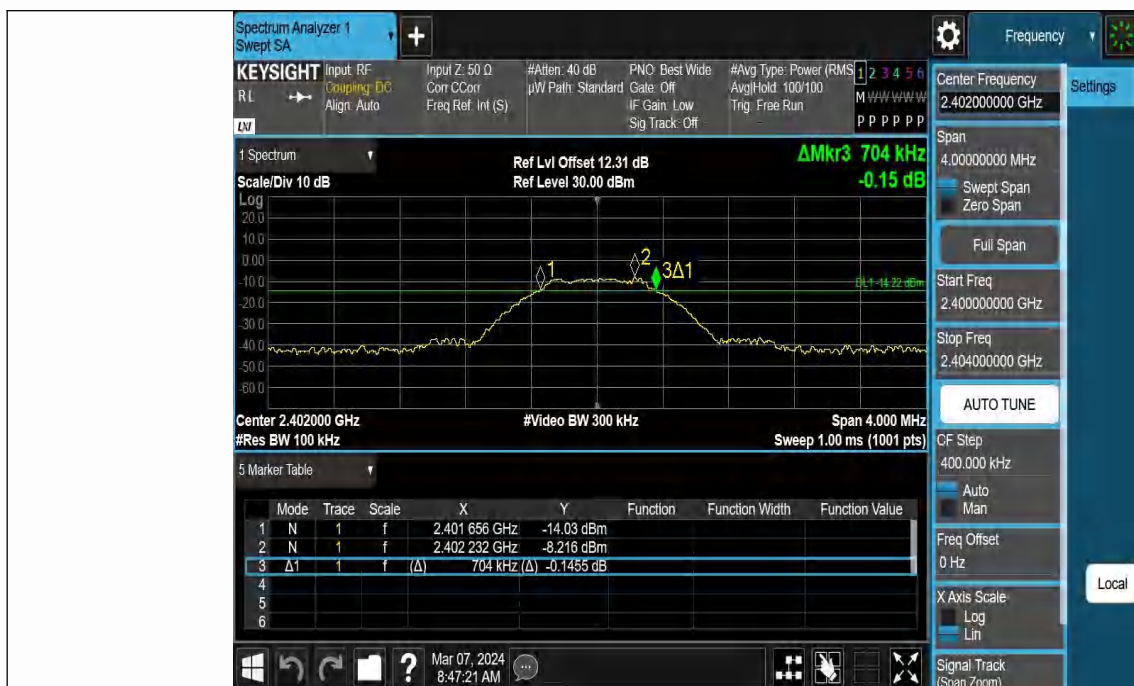 Spectrum Analyzer 1
Swept SA
+
Frequency
KEYSIGHT
RL
LXI
Input: RF
Coupling: DC
Align: Auto
Input Z: 50 Ω
Corr CCorr
Freq Ref: Int (S)
#Atten: 40 dB
µW Path: Standard
PNO: Best Wide
Gate: Off
IF Gain: Low
Sig Track: Off
#Avg Type: Power (RMS
Avg|Hold: 100/100
Trig: Free Run
1 2 3 4 5 6
M W W W W W
P P P P P P
1 Spectrum
Scale/Div 10 dB
Ref Lvl Offset 12.31 dB
Ref Level 30.00 dBm
ΔMkr3 704 kHz
-0.15 dB
Log
20.0
10.0
0.00
-10.0
-20.0
-30.0
-40.0
-50.0
-60.0
1
2
3Δ1
DL1 -14.22 dBm
Center 2.402000 GHz
#Video BW 300 kHz
Span 4.000 MHz
#Res BW 100 kHz
Sweep 1.00 ms (1001 pts)
5 Marker Table
Mode Trace Scale X Y Function Function Width Function Value
1 N 1 f 2.401 656 GHz -14.03 dBm
2 N 1 f 2.402 232 GHz -8.216 dBm
3 Δ1 1 f (Δ) 704 kHz (Δ) -0.1455 dB
4
5
6
Mar 07, 2024
8:47:21 AM
Center Frequency
2.402000000 GHz
Settings
Span
4.00000000 MHz
Swept Span
Zero Span
Full Span
Start Freq
2.400000000 GHz
Stop Freq
2.404000000 GHz
AUTO TUNE
CF Step
400.000 kHz
Auto
Man
Freq Offset
0 Hz
Local
X Axis Scale
Log
Lin
Signal Track
(Span Zoom)